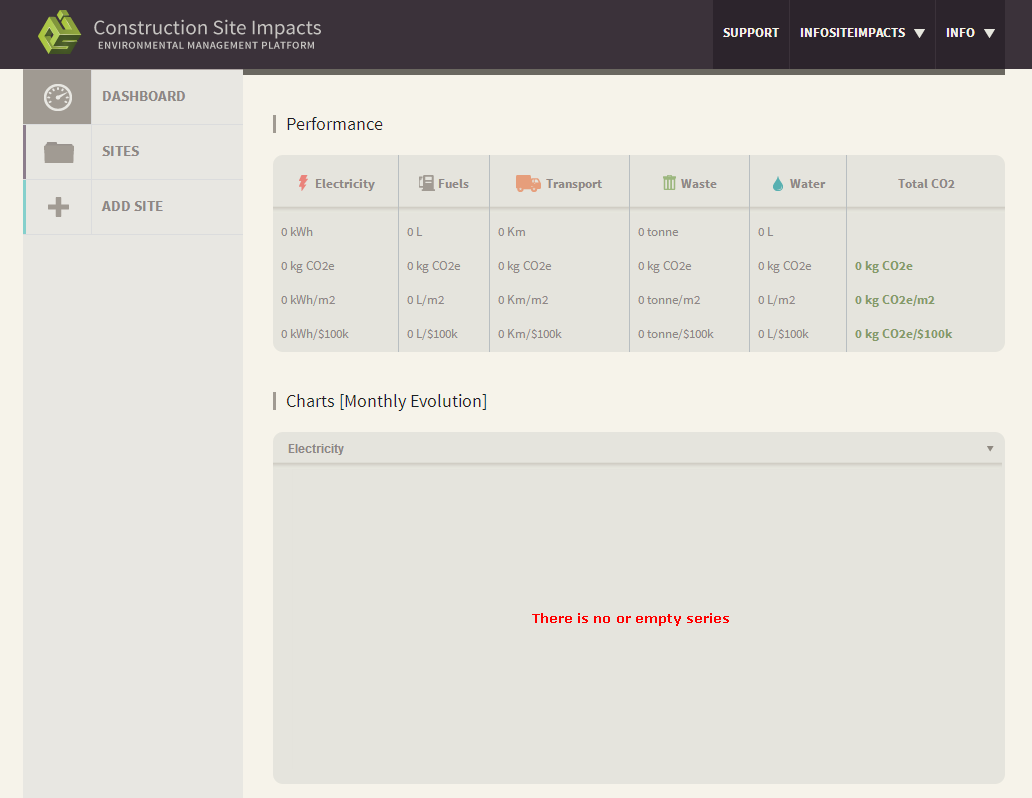 Construction Site Impacts
ENVIRONMENTAL MANAGEMENT PLATFORM
SUPPORT INFOSITEIMPACTS ▼ INFO ▼
DASHBOARD
SITES
ADD SITE
Performance
Electricity Fuels Transport Waste Water Total CO2
0 kWh 0 L 0 Km 0 tonne 0 L
0 kg CO2e 0 kg CO2e 0 kg CO2e 0 kg CO2e 0 kg CO2e 0 kg CO2e
0 kWh/m2 0 L/m2 0 Km/m2 0 tonne/m2 0 L/m2 0 kg CO2e/m2
0 kWh/$100k 0 L/$100k 0 Km/$100k 0 tonne/$100k 0 L/$100k 0 kg CO2e/$100k
Charts [Monthly Evolution]
Electricity ▼
There is no or empty series